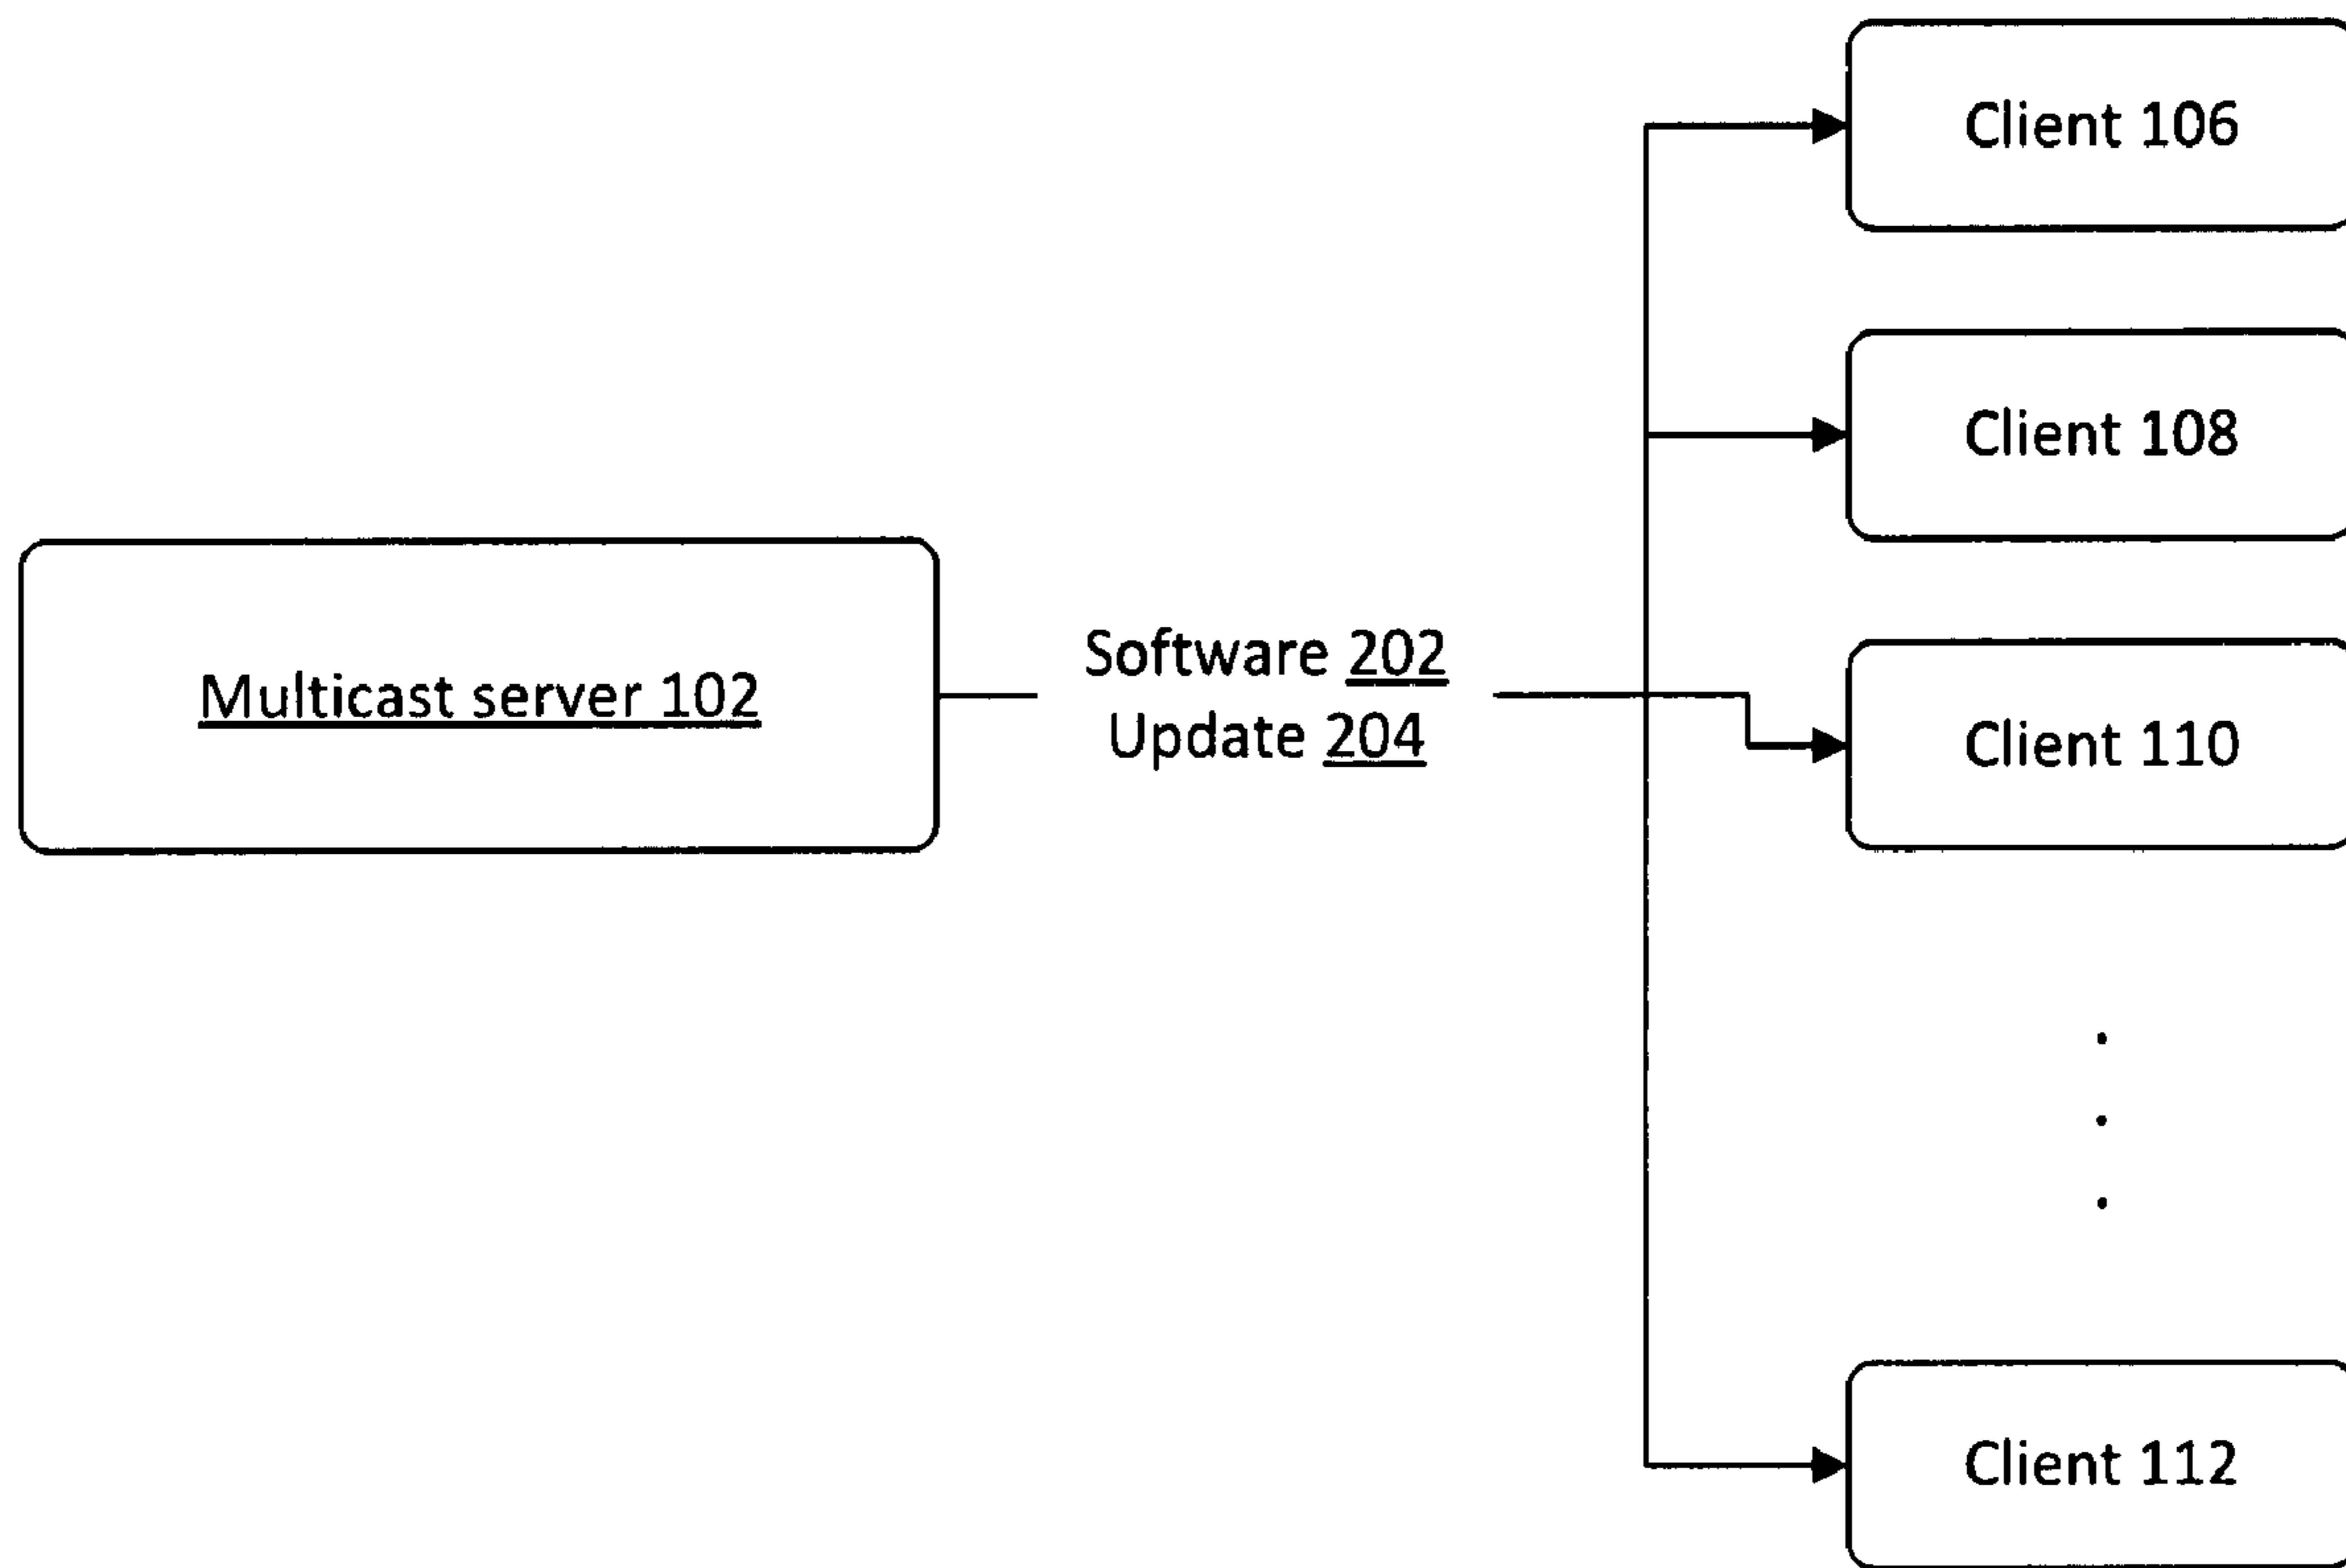 Client 106
Client 108
Multicast server 102
Software 202
Update 204
Client 110
Client 112